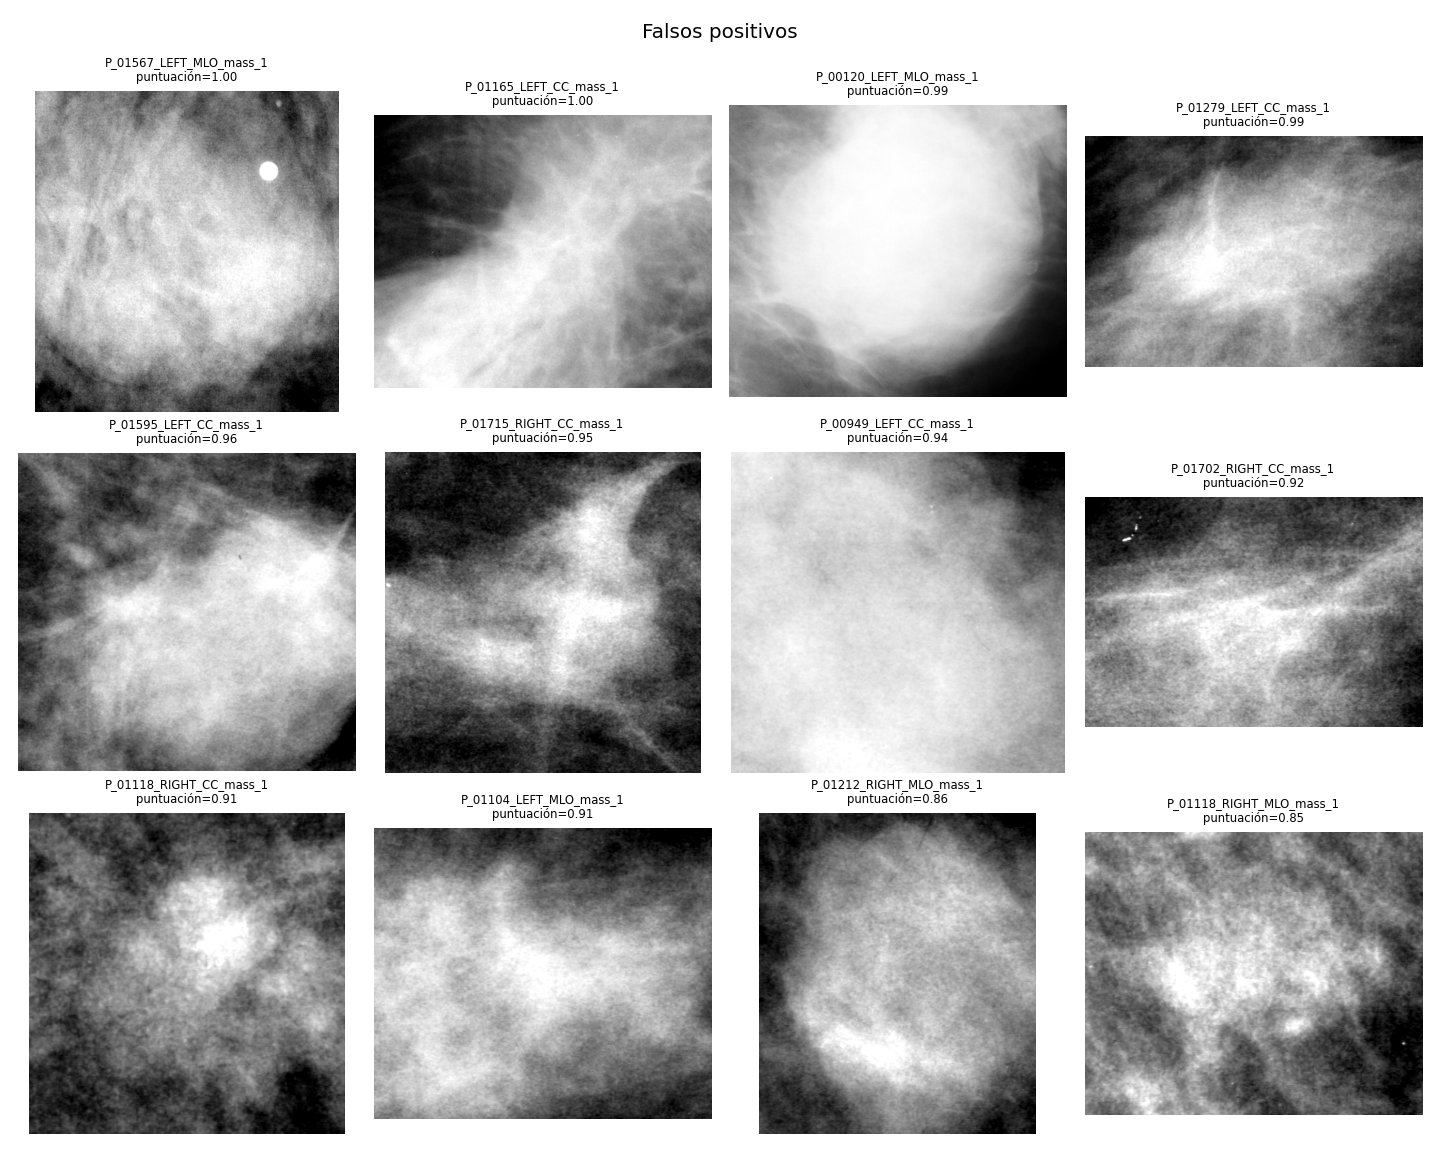 Falsos positivos
P_01567_LEFT_MLO_mass_1
puntuación=1.00
P_01165_LEFT_CC_mass_1
puntuación=1.00
P_00120_LEFT_MLO_mass_1
puntuación=0.99
P_01279_LEFT_CC_mass_1
puntuación=0.99
P_01595_LEFT_CC_mass_1
puntuación=0.96
P_01715_RIGHT_CC_mass_1
puntuación=0.95
P_00949_LEFT_CC_mass_1
puntuación=0.94
P_01702_RIGHT_CC_mass_1
puntuación=0.92
P_01118_RIGHT_CC_mass_1
puntuación=0.91
P_01104_LEFT_MLO_mass_1
puntuación=0.91
P_01212_RIGHT_MLO_mass_1
puntuación=0.86
P_01118_RIGHT_MLO_mass_1
puntuación=0.85